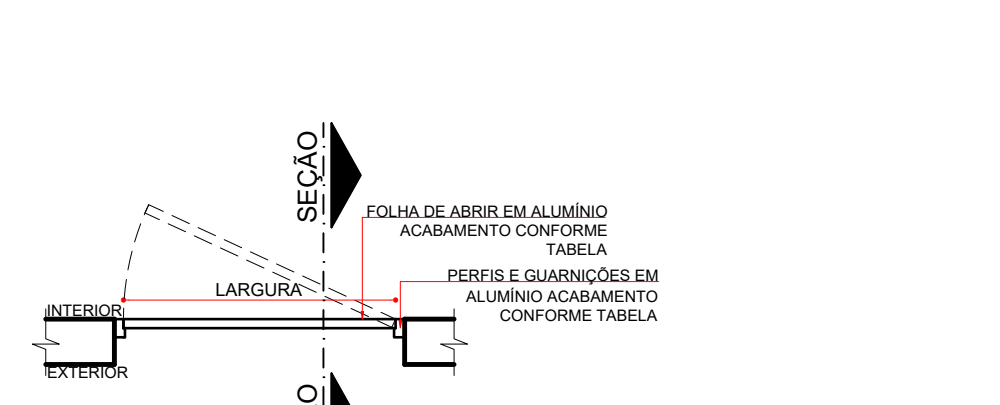 SEÇÃO
FOLHA DE ABRIR EM ALUMÍNIO
ACABAMENTO CONFORME
TABELA
PERFIS E GUARNIÇÕES EM
ALUMÍNIO ACABAMENTO
CONFORME TABELA
LARGURA
INTERIOR
EXTERIOR